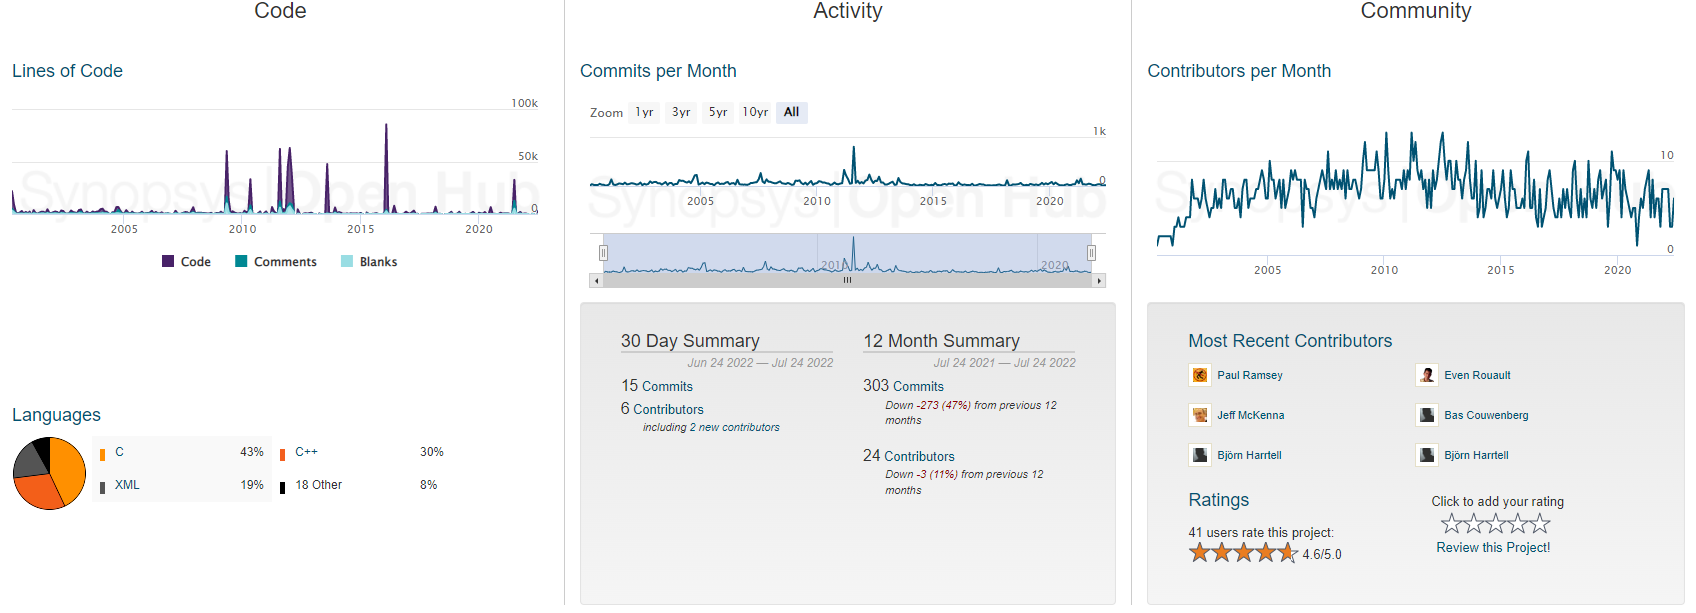 Code
Lines of Code
100k
50k
0
Synopsys | Open Hub
2005
2010
2015
2020
Code
Comments
Blanks
Languages
C 43%
C++ 30%
XML 19%
18 Other 8%
Activity
Commits per Month
Zoom 1yr 3yr 5yr 10yr All
1k
0
Synopsys | Open Hub
2005
2010
2015
2020
2010
2020
30 Day Summary
Jun 24 2022 — Jul 24 2022
15 Commits
6 Contributors
including 2 new contributors
12 Month Summary
Jul 24 2021 — Jul 24 2022
303 Commits
Down -273 (47%) from previous 12
months
24 Contributors
Down -3 (11%) from previous 12
months
Community
Contributors per Month
10
0
Synopsys | Open Hub
2005
2010
2015
2020
Most Recent Contributors
Paul Ramsey
Even Rouault
Jeff McKenna
Bas Couwenberg
Björn Harrtell
Björn Harrtell
Ratings
41 users rate this project:
4.6/5.0
Click to add your rating
Review this Project!